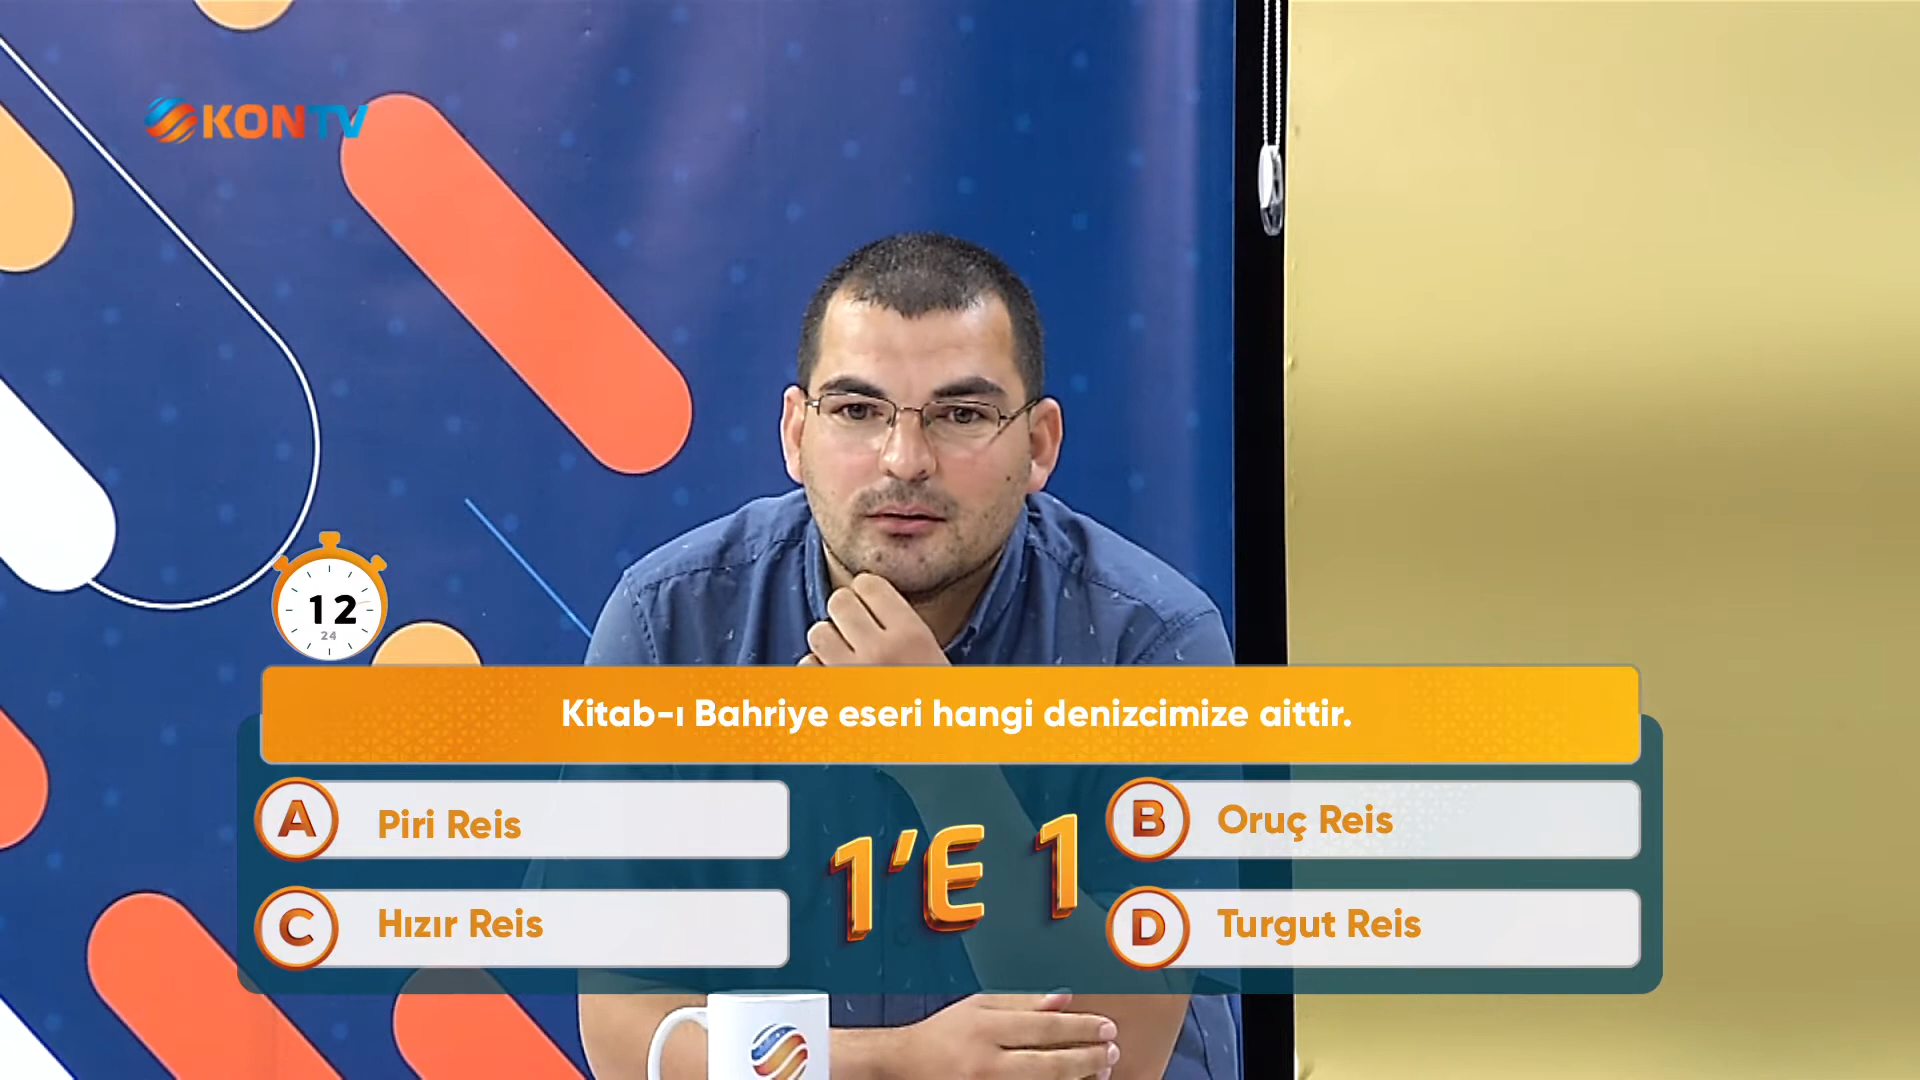 KONTV
12
24
Kitab-ı Bahriye eseri hangi denizcimize aittir.
A Piri Reis
B Oruç Reis
1'E 1
C Hızır Reis
D Turgut Reis